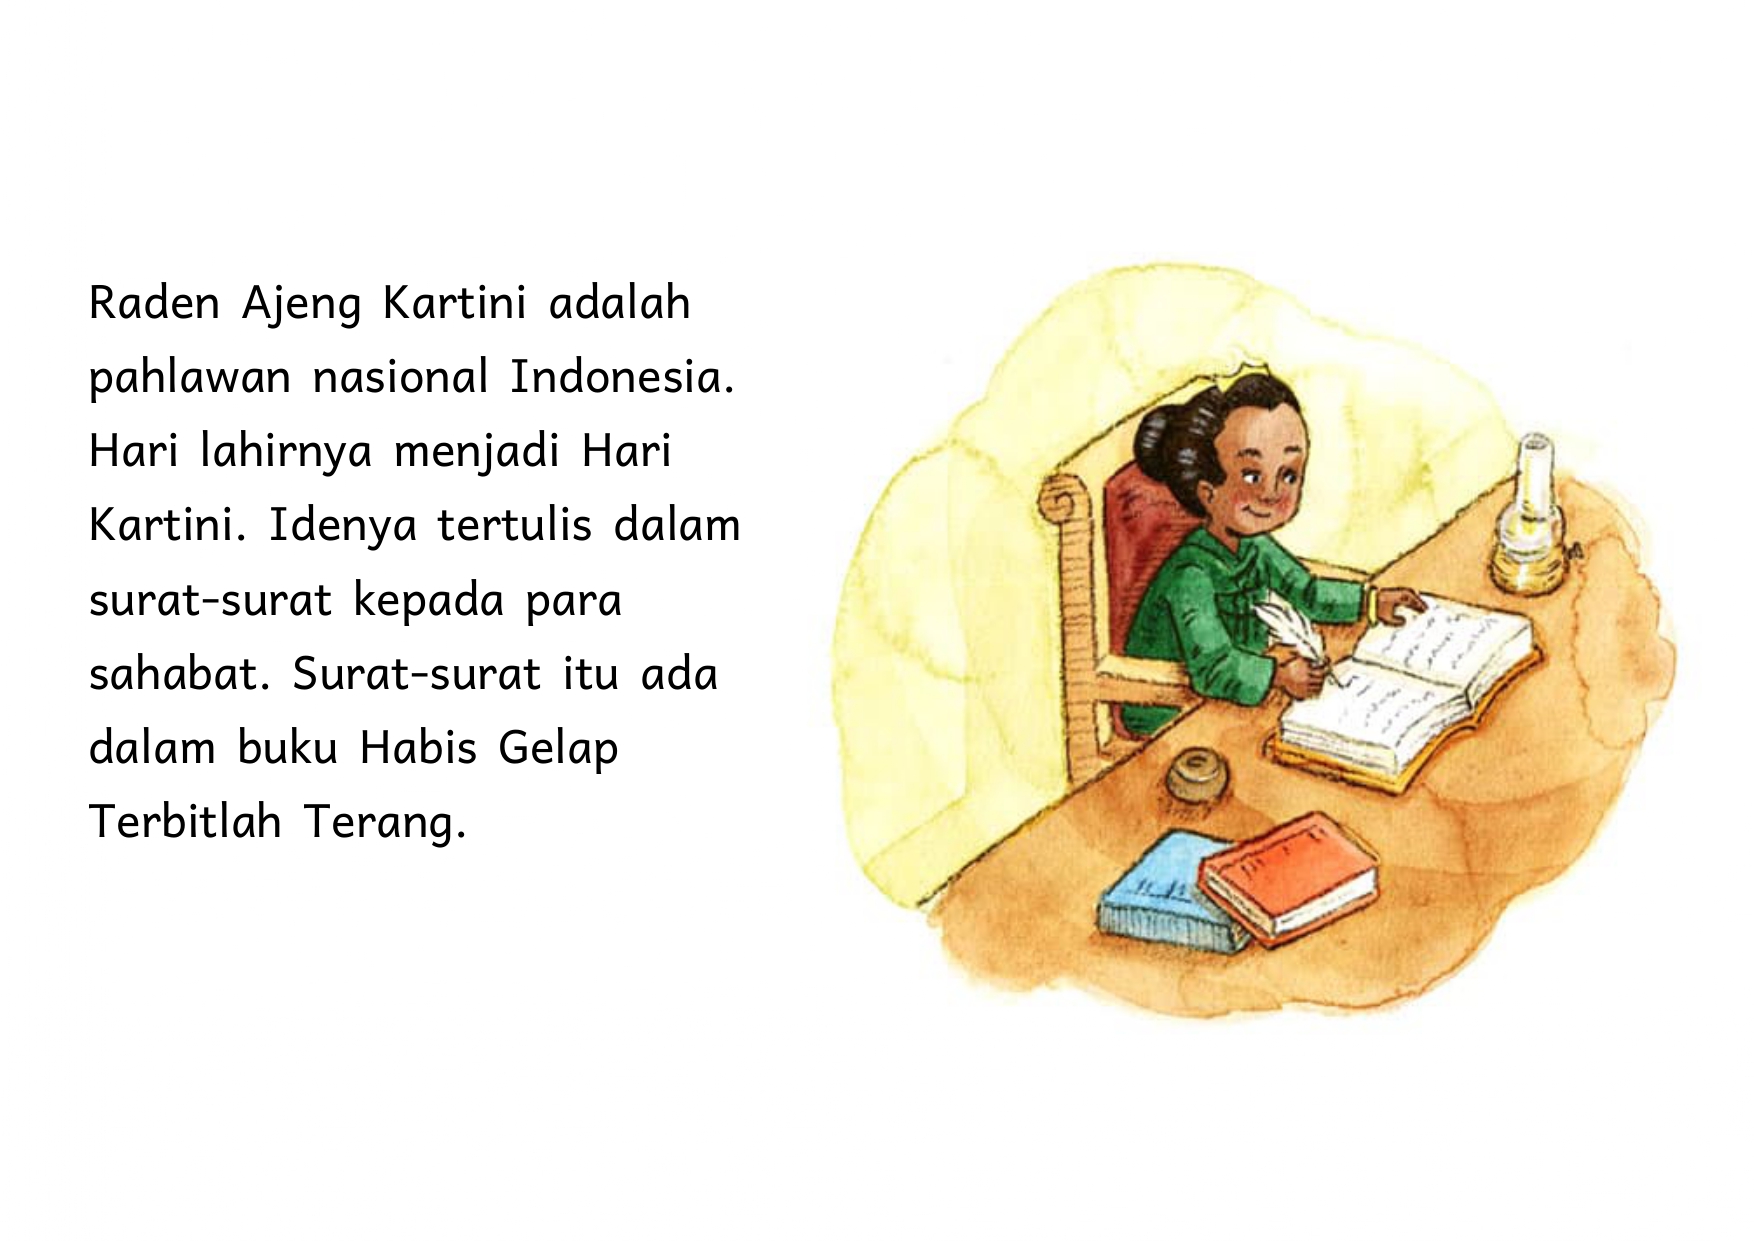 Raden Ajeng Kartini adalah
pahlawan nasional Indonesia.
Hari lahirnya menjadi Hari
Kartini. Idenya tertulis dalam
surat-surat kepada para
sahabat. Surat-surat itu ada
dalam buku Habis Gelap
Terbitlah Terang.